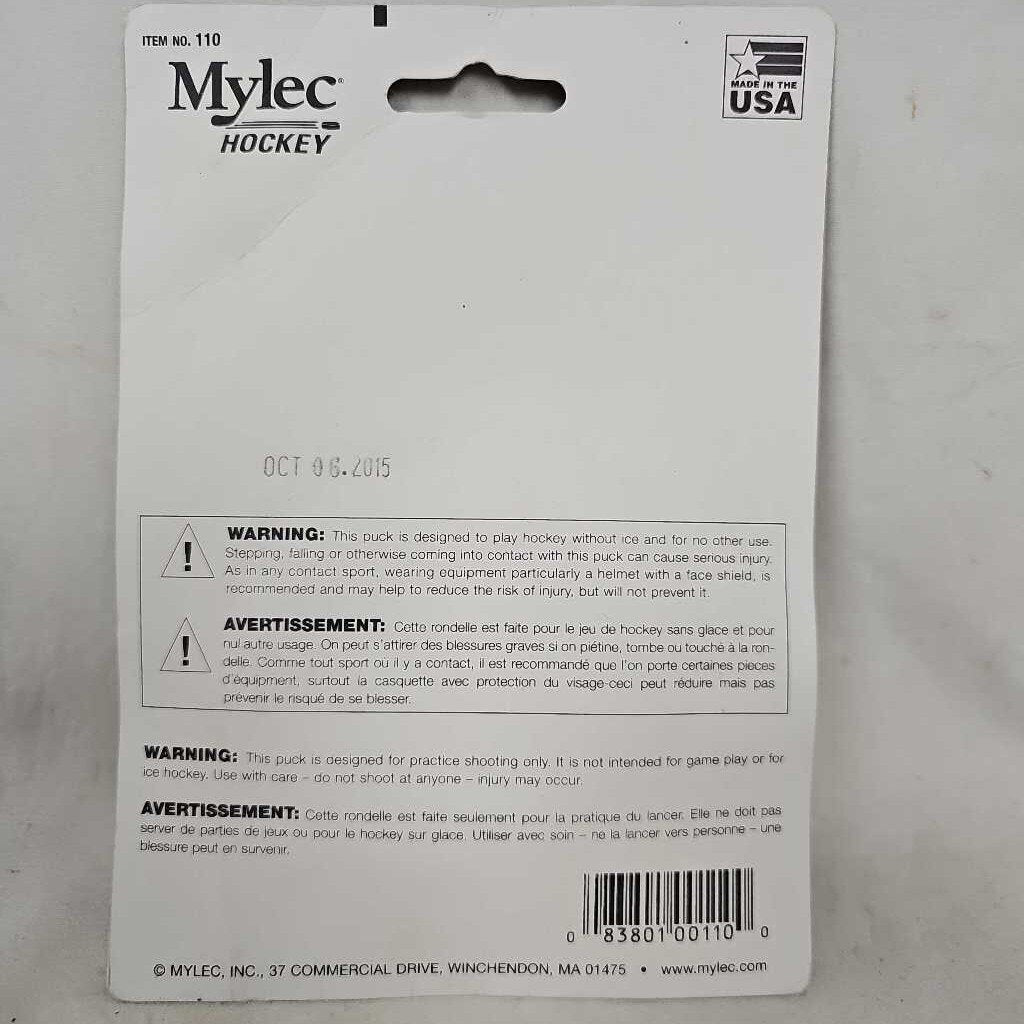 ITEM NO. 110
Mylec®
HOCKEY
MADE IN THE
USA
OCT 06.2015
! WARNING: This puck is designed to play hockey without ice and for no other use.
Stepping, falling or otherwise coming into contact with this puck can cause serious injury.
As in any contact sport, wearing equipment particularly a helmet with a face shield, is
recommended and may help to reduce the risk of injury, but will not prevent it.
! AVERTISSEMENT: Cette rondelle est faite pour le jeu de hockey sans glace et pour
nul autre usage. On peut s'attirer des blessures graves si on piétine, tombe ou touché à la ron-
delle. Comme tout sport où il y a contact, il est recommandé que l'on porte certaines pieces
d'équipment, surtout la casquette avec protection du visage-ceci peut réduire mais pas
prévenir le risqué de se blesser.
WARNING: This puck is designed for practice shooting only. It is not intended for game play or for
ice hockey. Use with care – do not shoot at anyone – injury may occur.
AVERTISSEMENT: Cette rondelle est faite seulement pour la pratique du lancer. Elle ne doit pas
server de parties de jeux ou pour le hockey sur glace. Utiliser avec soin – ne la lancer vers personne – une
blessure peut en survenir.
0 83801 00110 0
© MYLEC, INC., 37 COMMERCIAL DRIVE, WINCHENDON, MA 01475 • www.mylec.com